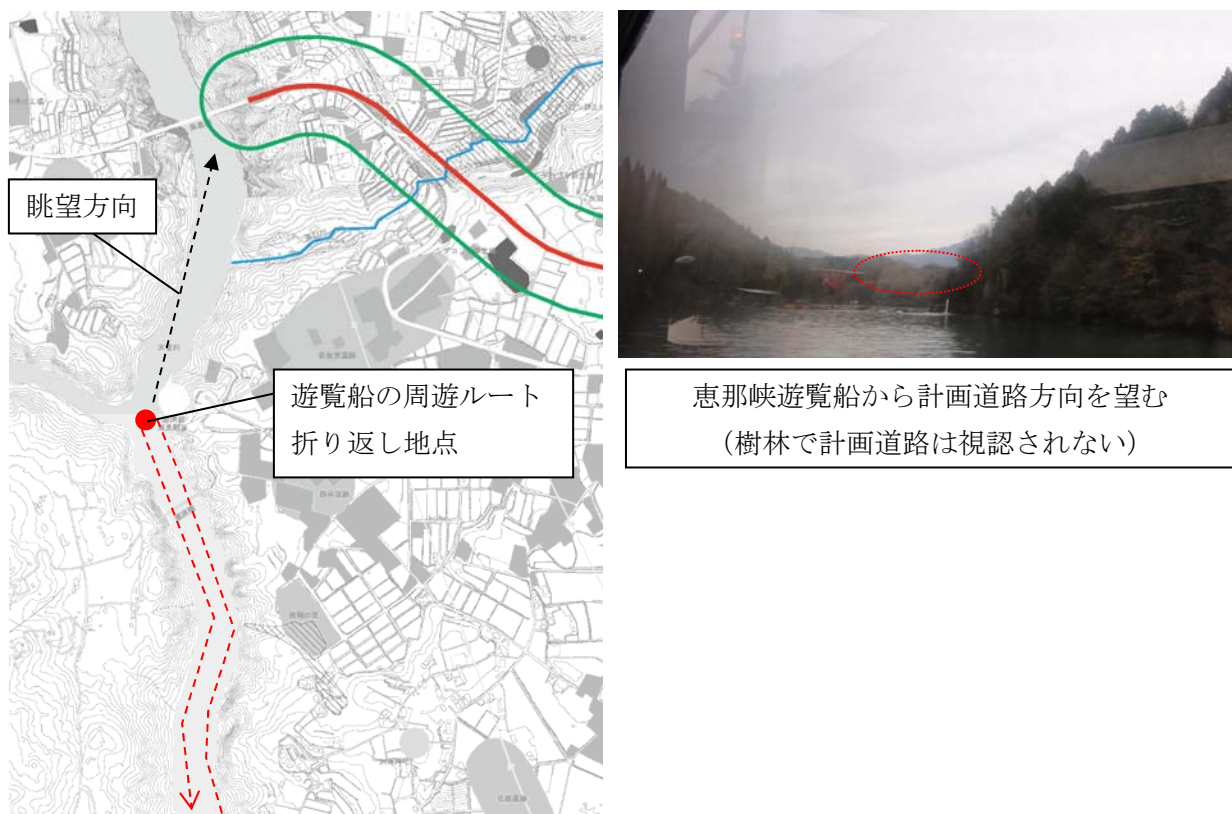 眺望方向
遊覧船の周遊ルート
折り返し地点
恵那峡遊覧船から計画道路方向を望む
（樹林で計画道路は視認されない）